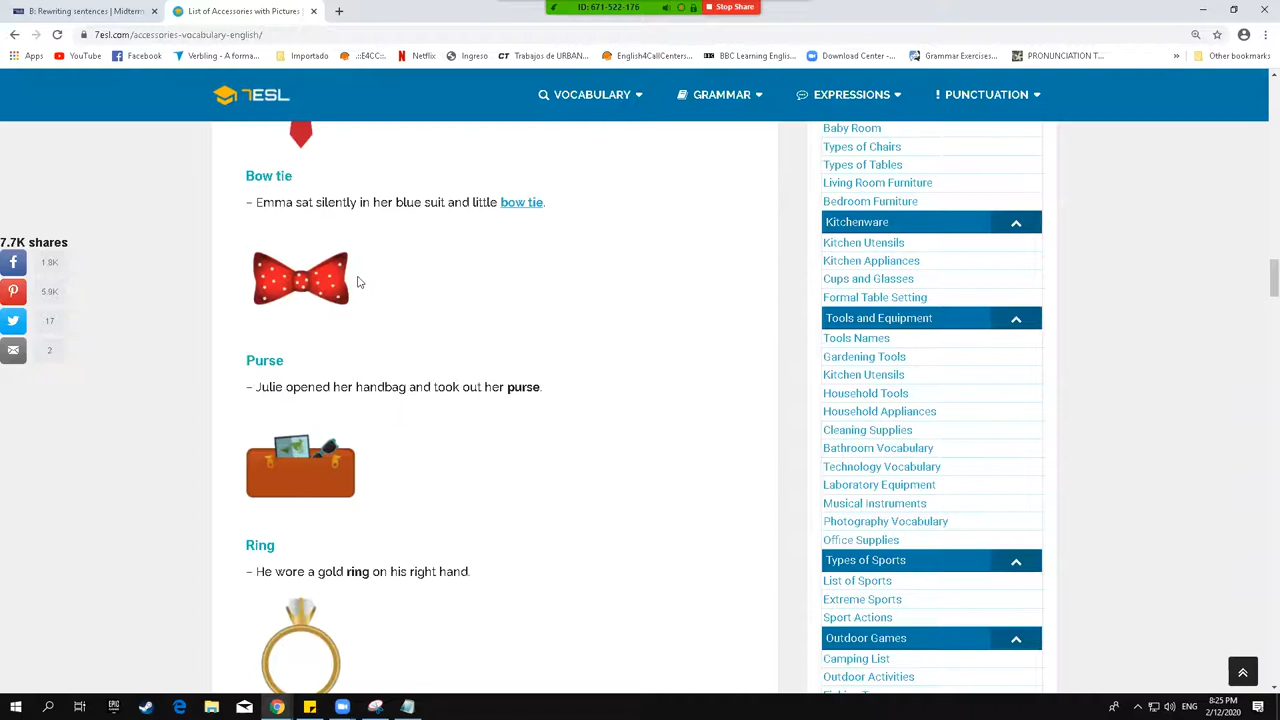 B: Rewriting sentences | Midterm
List of Accessories with Pictures
ID: 671-522-176
Stop Share
7esl.com/accessories-vocabulary-english/
Apps
YouTube
Facebook
Verbling - A forma...
Importado
.::E4CC::.
Netflix
Ingreso
CT Trabajos de URBAN...
English4CallCenters...
BBC BBC Learning Engli...
Download Center -...
Grammar Exercises...
PRONUNCIATION T...
»
Other bookmarks
7ESL
VOCABULARY
GRAMMAR
EXPRESSIONS
! PUNCTUATION
Bow tie
– Emma sat silently in her blue suit and little bow tie.
7.7K shares
1.8K
5.9K
17
2
Purse
– Julie opened her handbag and took out her purse.
Ring
– He wore a gold ring on his right hand.
Baby Room
Types of Chairs
Types of Tables
Living Room Furniture
Bedroom Furniture
Kitchenware
Kitchen Utensils
Kitchen Appliances
Cups and Glasses
Formal Table Setting
Tools and Equipment
Tools Names
Gardening Tools
Kitchen Utensils
Household Tools
Household Appliances
Cleaning Supplies
Bathroom Vocabulary
Technology Vocabulary
Laboratory Equipment
Musical Instruments
Photography Vocabulary
Office Supplies
Types of Sports
List of Sports
Extreme Sports
Sport Actions
Outdoor Games
Camping List
Outdoor Activities
EPIC
ENG
8:25 PM
2/12/2020